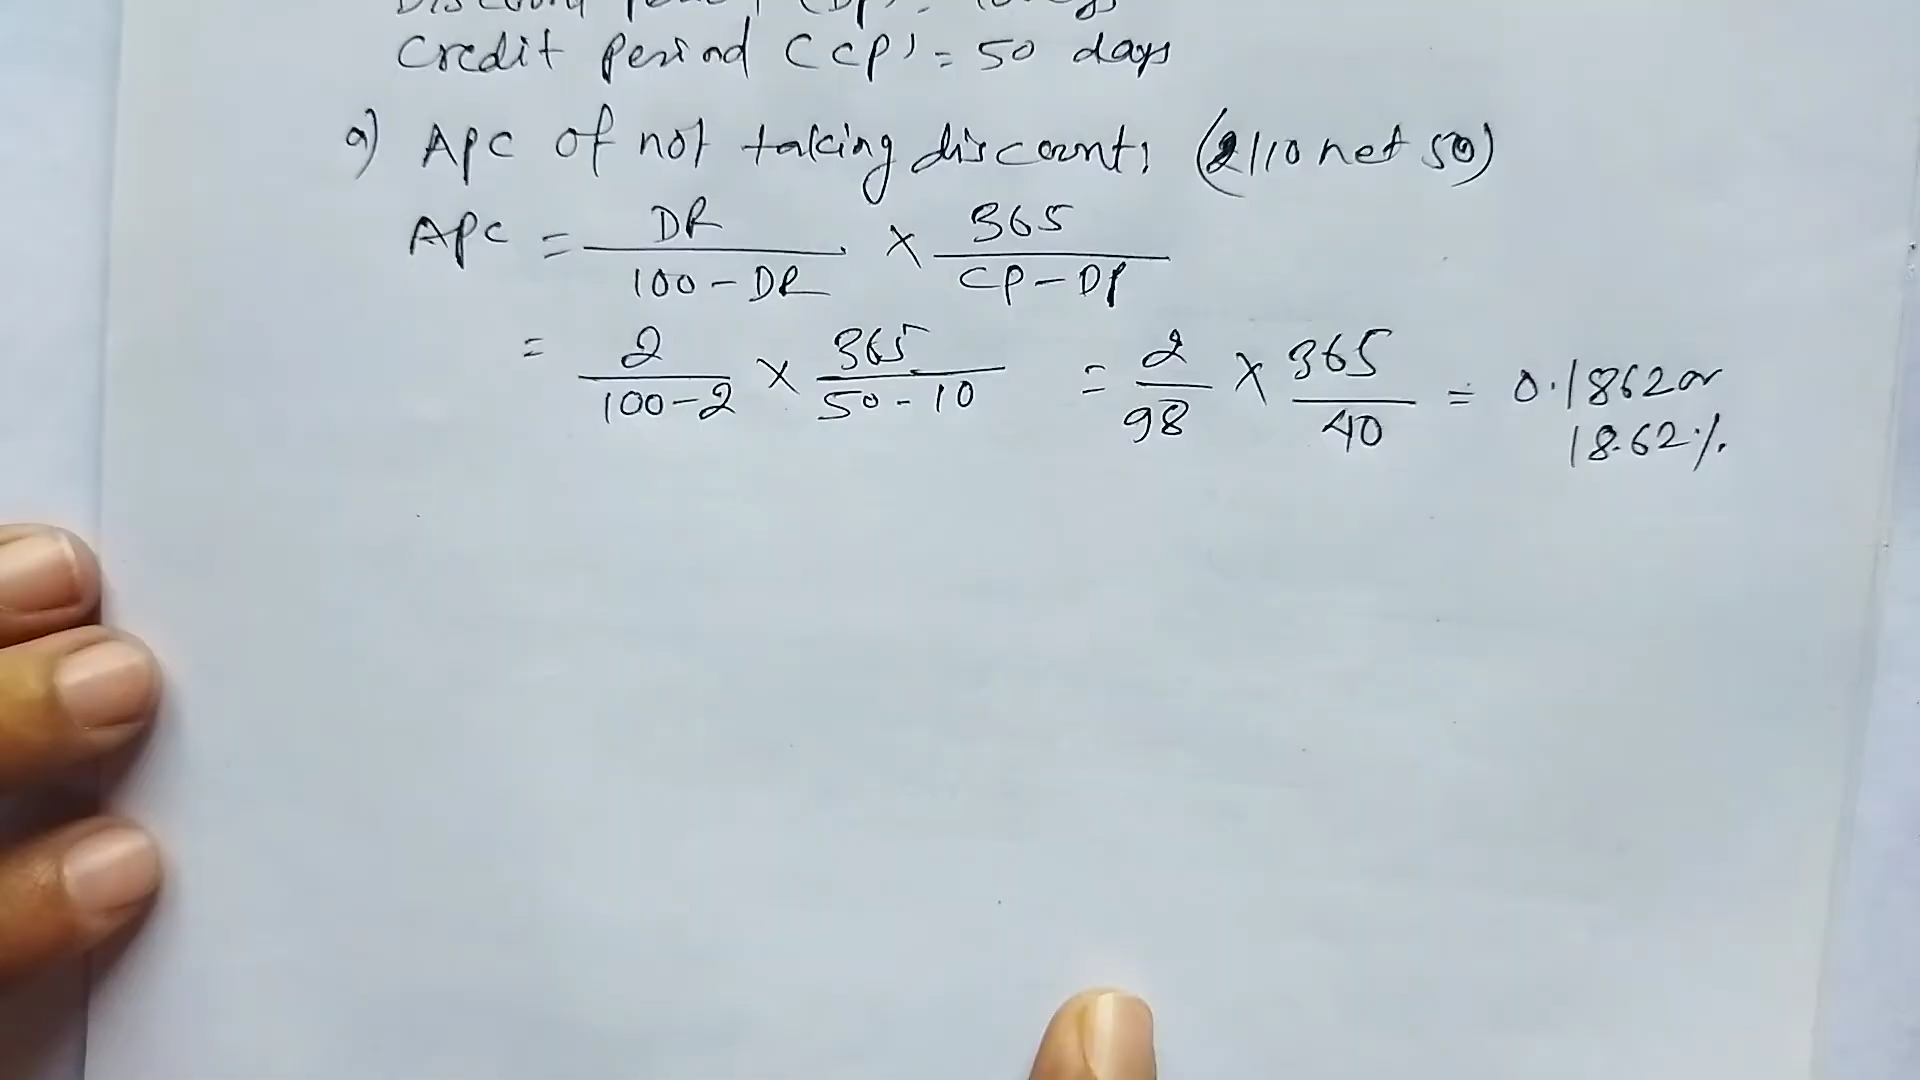 Credit Period (CP) = 50 days
a) APC of not taking discount, (2/10 net 50)
APC = DR / 100 - DR × 365 / CP - DP
= 2 / 100 - 2 × 365 / 50 - 10 = 2 / 98 × 365 / 40 = 0.1862 or
18.62%